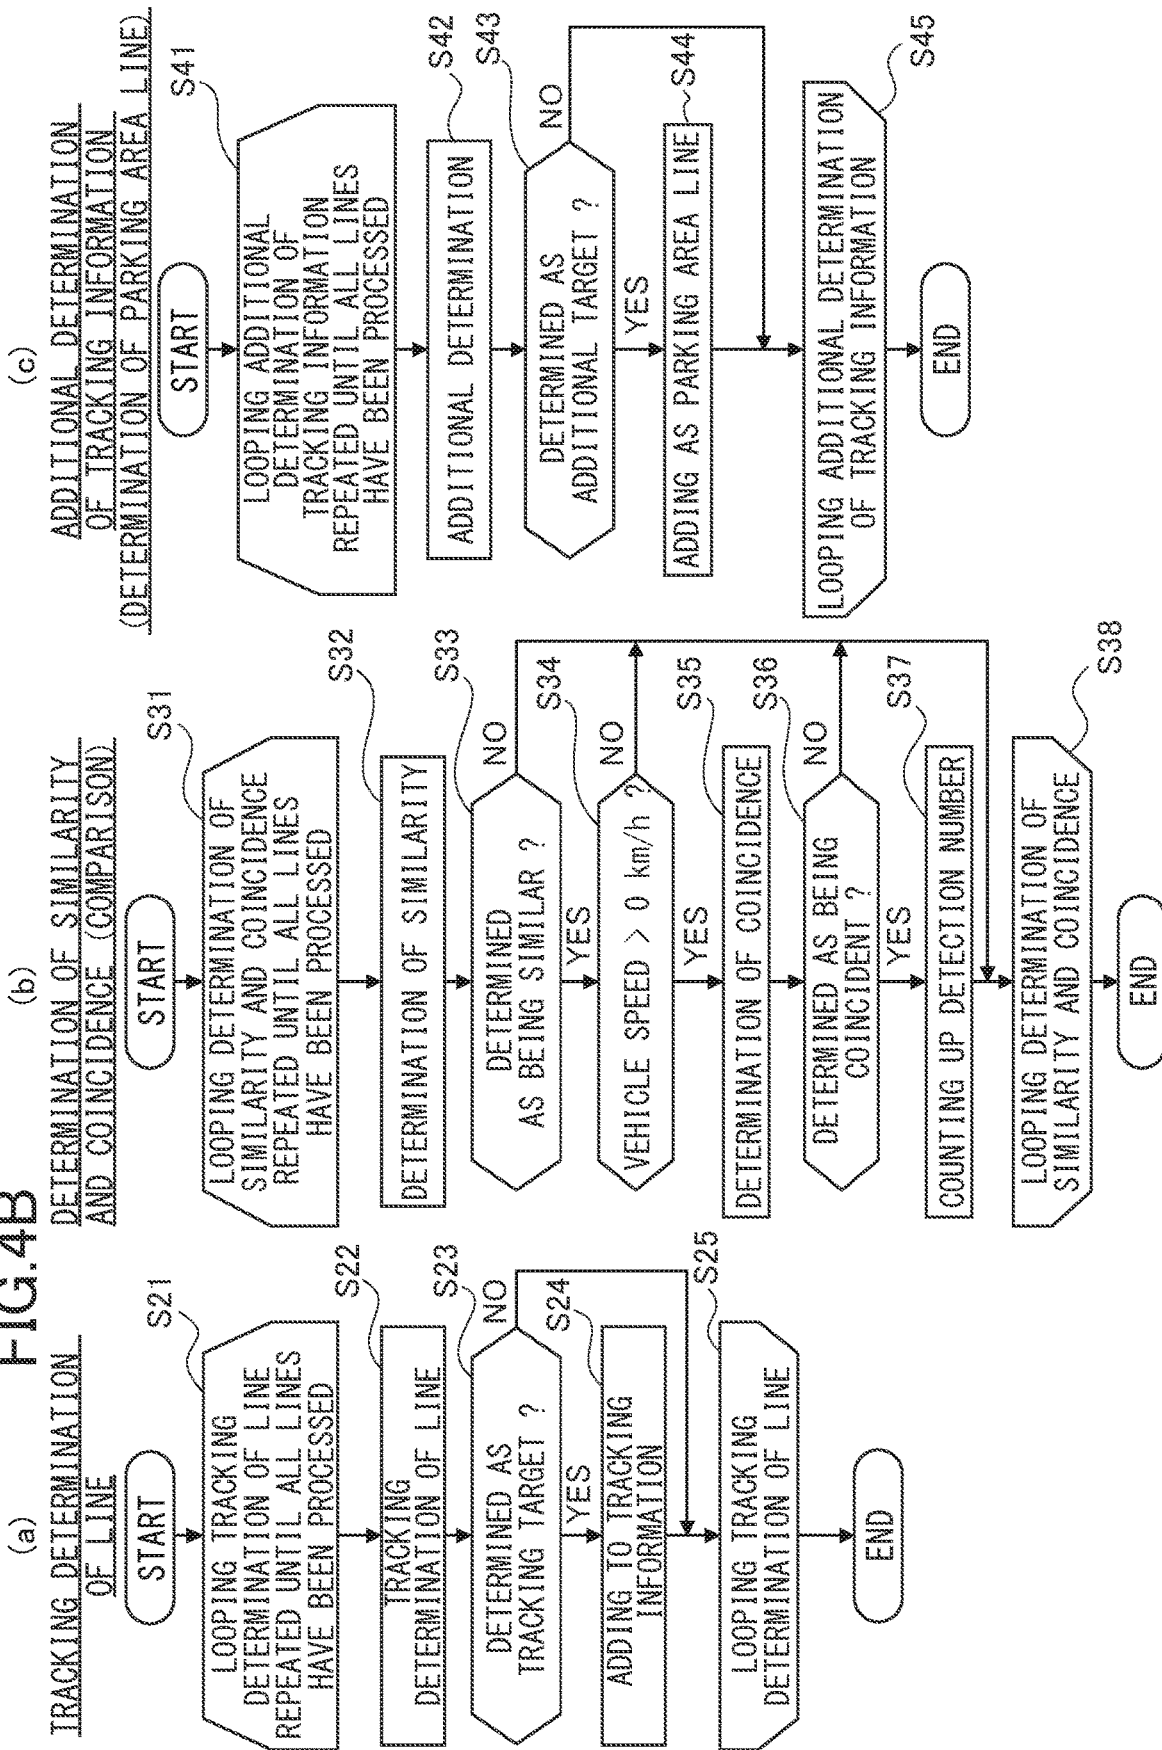 FIG.4B
(a)
TRACKING DETERMINATION
OF LINE
START
LOOPING TRACKING
DETERMINATION OF LINE
REPEATED UNTIL ALL LINES
HAVE BEEN PROCESSED
S21
TRACKING
DETERMINATION OF LINE
S22
DETERMINED AS
TRACKING TARGET ?
S23
NO
YES
ADDING TO TRACKING
INFORMATION
S24
LOOPING TRACKING
DETERMINATION OF LINE
S25
END
(b)
DETERMINATION OF SIMILARITY
AND COINCIDENCE (COMPARISON)
START
LOOPING DETERMINATION OF
SIMILARITY AND COINCIDENCE
REPEATED UNTIL ALL LINES
HAVE BEEN PROCESSED
S31
DETERMINATION OF SIMILARITY
S32
DETERMINED
AS BEING SIMILAR ?
S33
NO
YES
VEHICLE SPEED > 0 km/h ?
S34
NO
YES
DETERMINATION OF COINCIDENCE
S35
DETERMINED AS BEING
COINCIDENT ?
S36
NO
YES
COUNTING UP DETECTION NUMBER
S37
LOOPING DETERMINATION OF
SIMILARITY AND COINCIDENCE
S38
END
(c)
ADDITIONAL DETERMINATION
OF TRACKING INFORMATION
(DETERMINATION OF PARKING AREA LINE)
START
LOOPING ADDITIONAL
DETERMINATION OF
TRACKING INFORMATION
REPEATED UNTIL ALL LINES
HAVE BEEN PROCESSED
S41
ADDITIONAL DETERMINATION
S42
DETERMINED AS
ADDITIONAL TARGET ?
S43
NO
YES
ADDING AS PARKING AREA LINE
S44
LOOPING ADDITIONAL DETERMINATION
OF TRACKING INFORMATION
S45
END